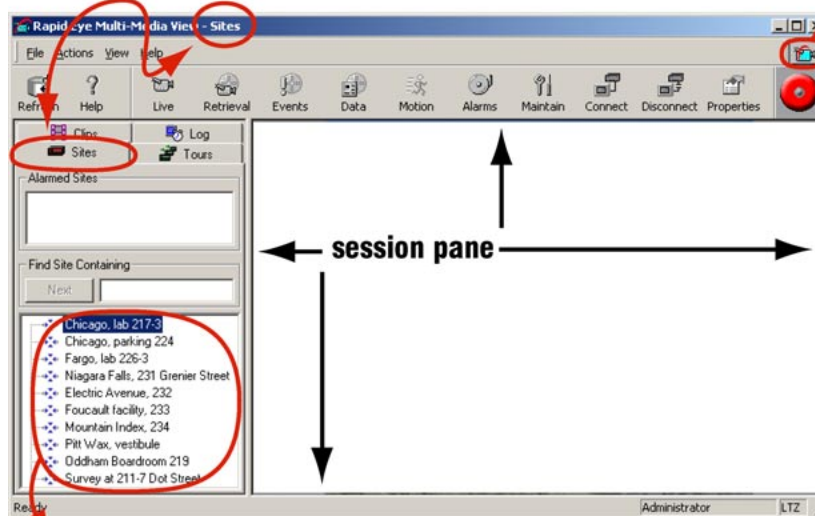 Rapid Eye Multi-Media View - Sites
File Actions View Help
Refresh Help Live Retrieval Events Data Motion Alarms Maintain Connect Disconnect Properties
Clips Log
Sites Tours
Alarmed Sites
session pane
Find Site Containing
Next
Chicago, lab 217-3
Chicago, parking 224
Fargo, lab 226-3
Niagara Falls, 231 Grenier Street
Electric Avenue, 232
Foucault facility, 233
Mountain Index, 234
Pitt Wax, vestibule
Oddham Boardroom 219
Survey at 211-7 Dot Street
Ready Administrator LTZ